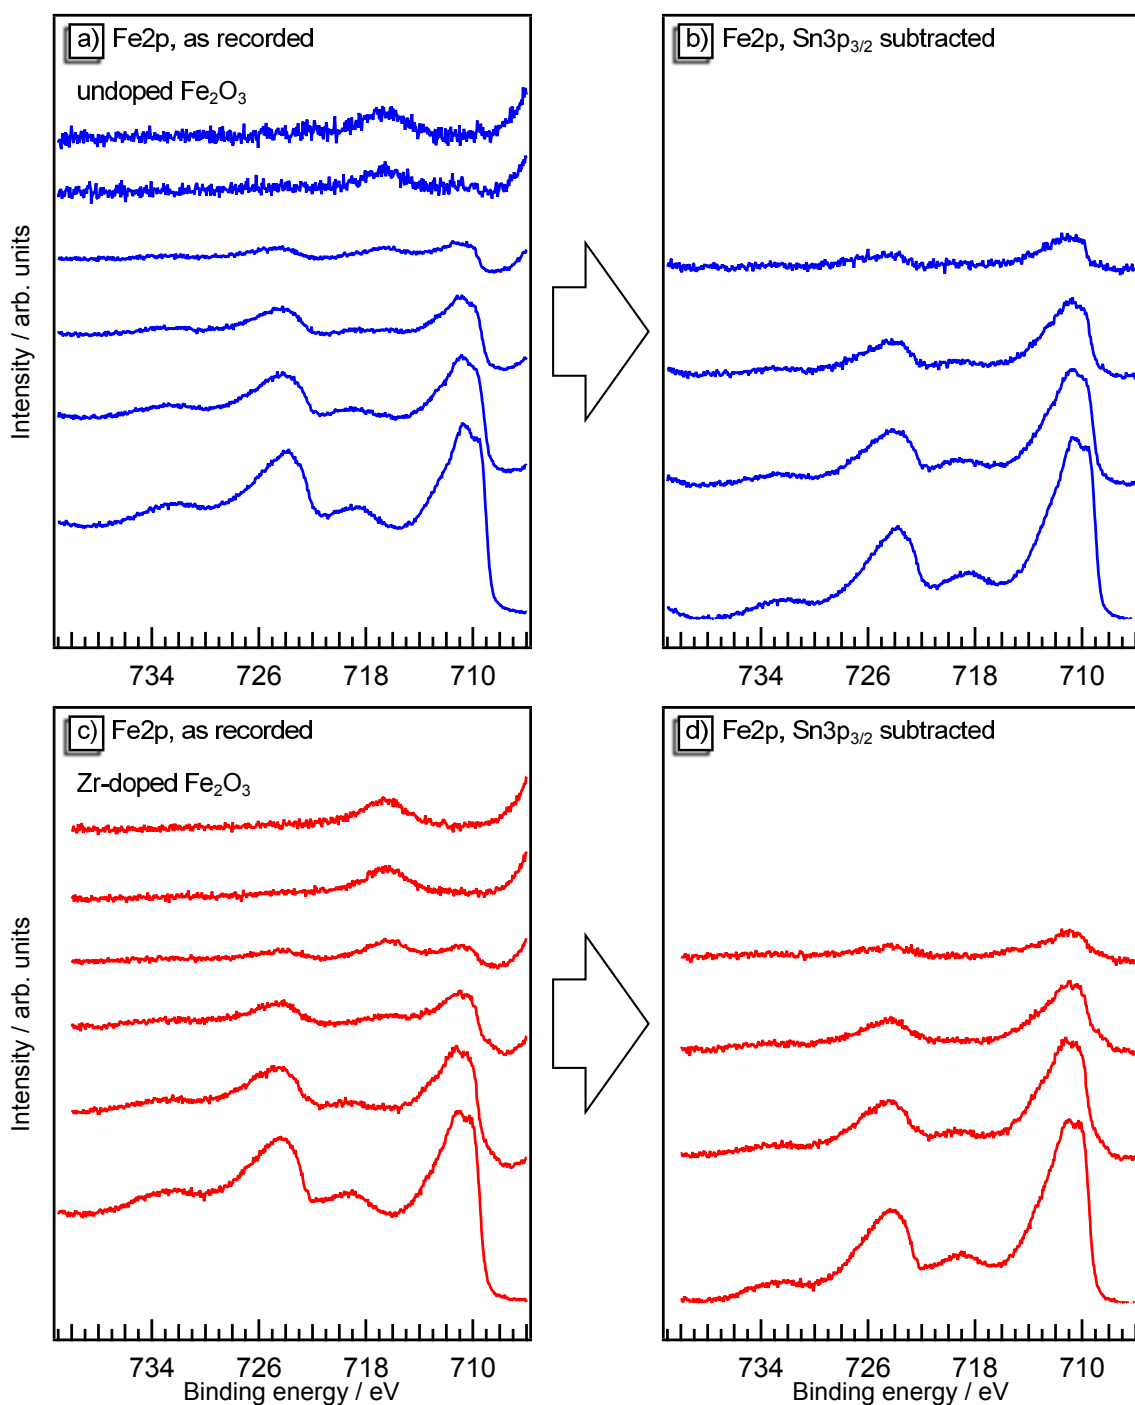 a) Fe2p, as recorded
undoped Fe₂O₃
b) Fe2p, Sn3p₃/₂ subtracted
Intensity / arb. units
734 726 718 710
734 726 718 710
c) Fe2p, as recorded
Zr-doped Fe₂O₃
d) Fe2p, Sn3p₃/₂ subtracted
Intensity / arb. units
734 726 718 710
Binding energy / eV
734 726 718 710
Binding energy / eV